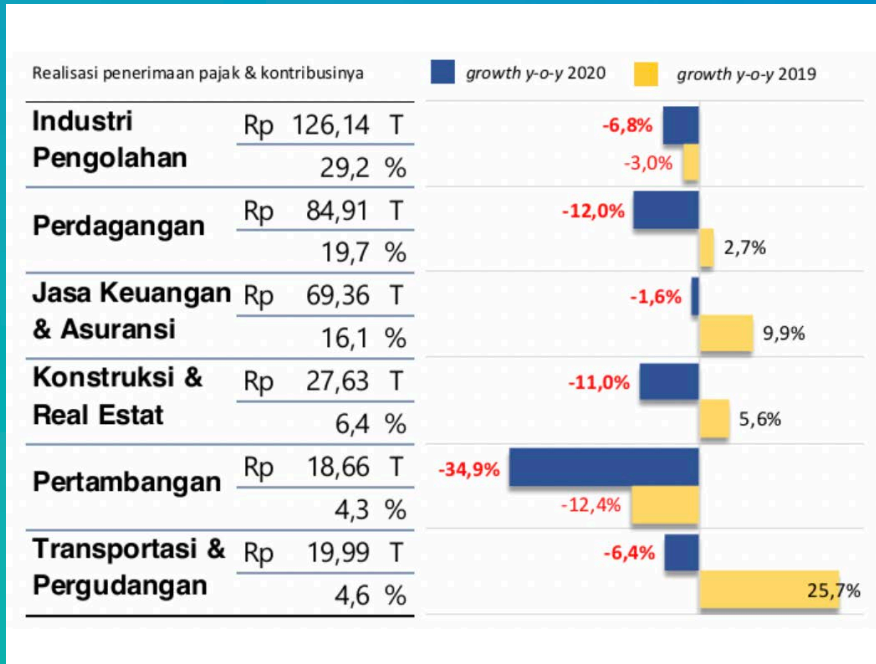 Realisasi penerimaan pajak & kontribusinya
growth y-o-y 2020
growth y-o-y 2019
Industri
Pengolahan
Rp 126,14 T
29,2 %
-6,8%
-3,0%
Perdagangan
Rp 84,91 T
19,7 %
-12,0%
2,7%
Jasa Keuangan
& Asuransi
Rp 69,36 T
16,1 %
-1,6%
9,9%
Konstruksi &
Real Estat
Rp 27,63 T
6,4 %
-11,0%
5,6%
Pertambangan
Rp 18,66 T
4,3 %
-34,9%
-12,4%
Transportasi &
Pergudangan
Rp 19,99 T
4,6 %
-6,4%
25,7%